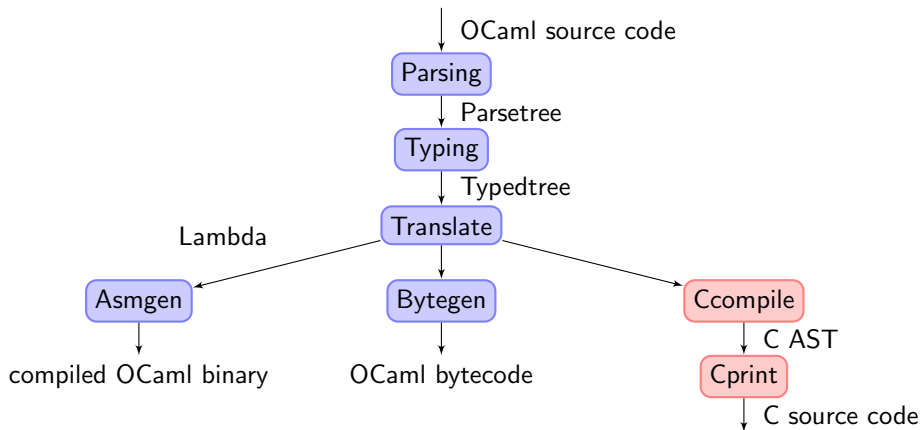 OCaml source code
Parsing
Parsetree
Typing
Typedtree
Translate
Lambda
Asmgen
Bytegen
Ccompile
C AST
compiled OCaml binary
OCaml bytecode
Cprint
C source code